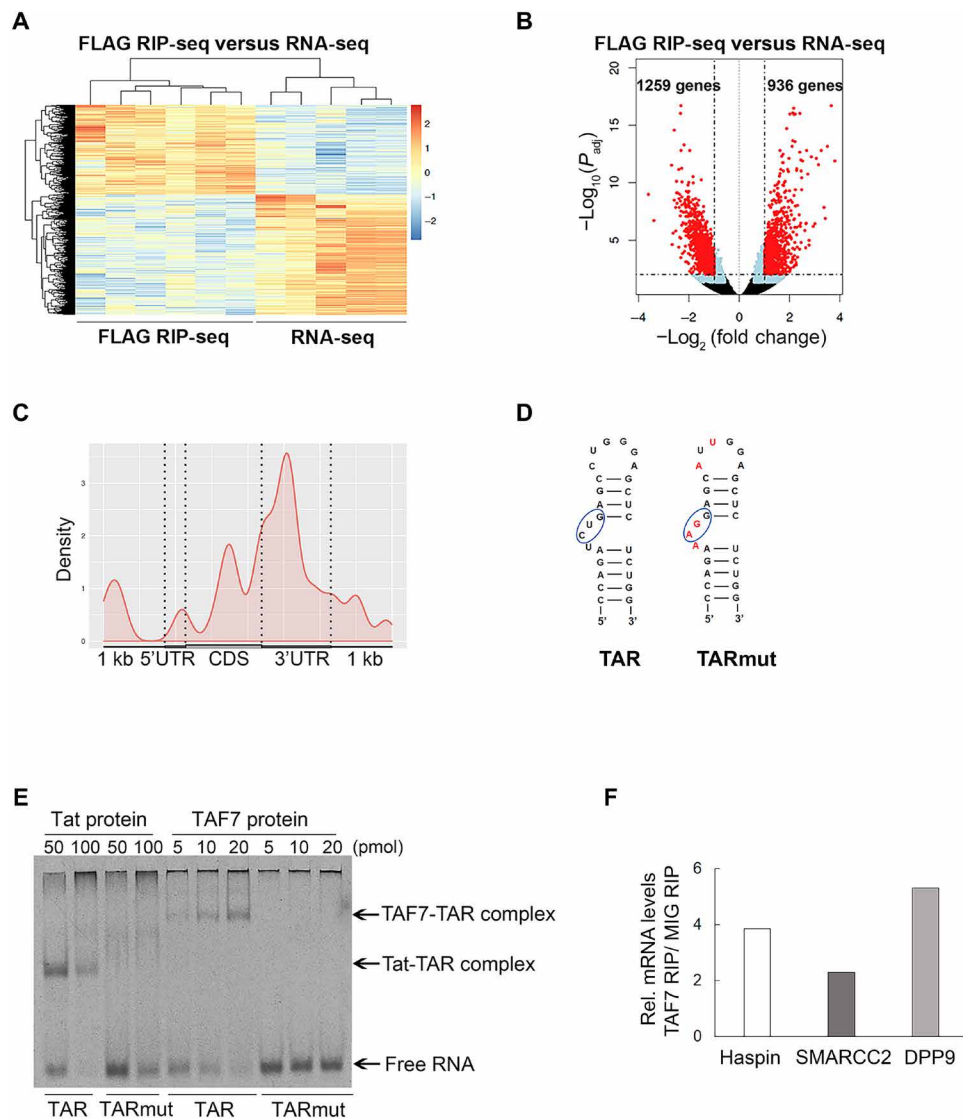 A
FLAG RIP-seq versus RNA-seq
2
1
0
−1
−2
FLAG RIP-seq
RNA-seq
B
FLAG RIP-seq versus RNA-seq
1259 genes
936 genes
20
15
10
5
−Log10(Padj)
−4
−2
0
2
4
−Log2 (fold change)
C
3
2
1
0
Density
1 kb
5'UTR
CDS
3'UTR
1 kb
D
U G G
C G
C A
C G
G C
A U
G C
U
C
U
A U
G C
A U
C G
C G
5' 3'
TAR
U U G
A G
C A
C G
G C
A U
G C
G
A
A
A U
G C
A U
C G
C G
5' 3'
TARmut
E
Tat protein
TAF7 protein
50 100 50 100 5 10 20 5 10 20 (pmol)
TAF7-TAR complex
Tat-TAR complex
Free RNA
TAR TARmut TAR TARmut
F
Rel. mRNA levels
TAF7 RIP/ MIG RIP
6
4
2
0
Haspin SMARCC2 DPP9